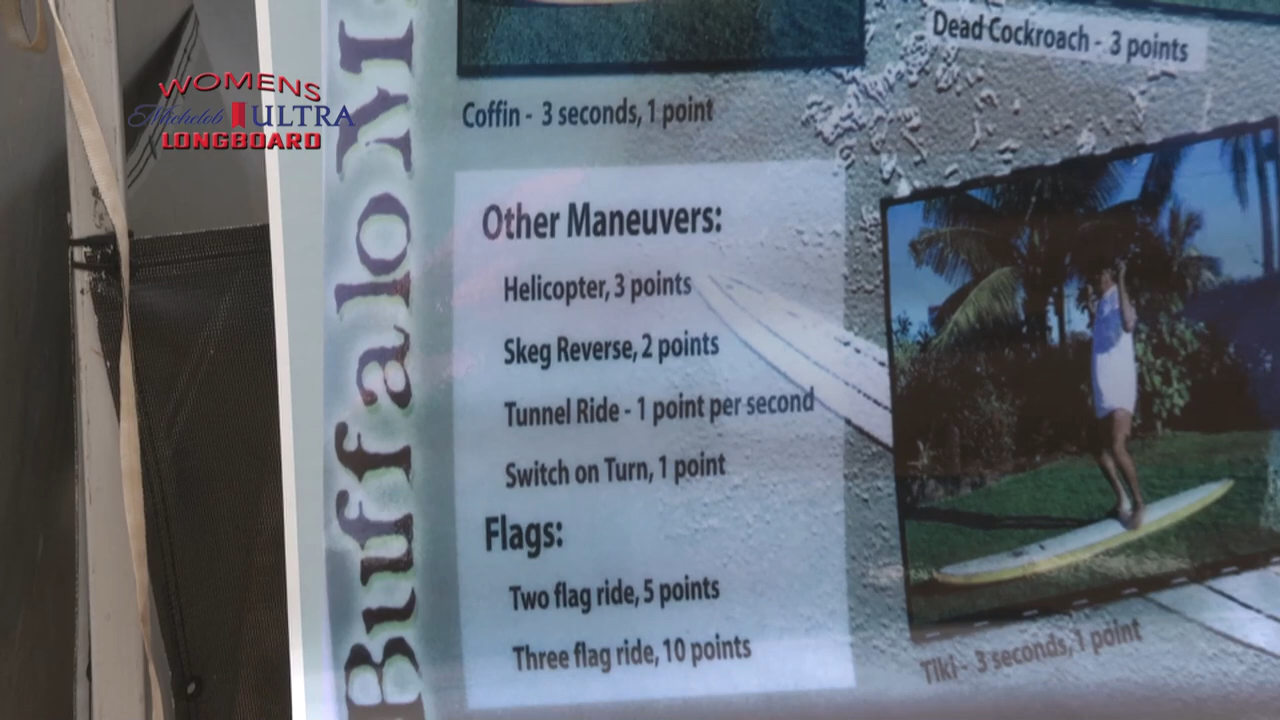 WOMENS
Michelob ULTRA
LONGBOARD
Dead Cockroach - 3 points
Coffin - 3 seconds, 1 point
Other Maneuvers:
Helicopter, 3 points
Skeg Reverse, 2 points
Tunnel Ride - 1 point per second
Switch on Turn, 1 point
Flags:
Two flag ride, 5 points
Three flag ride, 10 points
Tiki - 3 seconds, 1 point